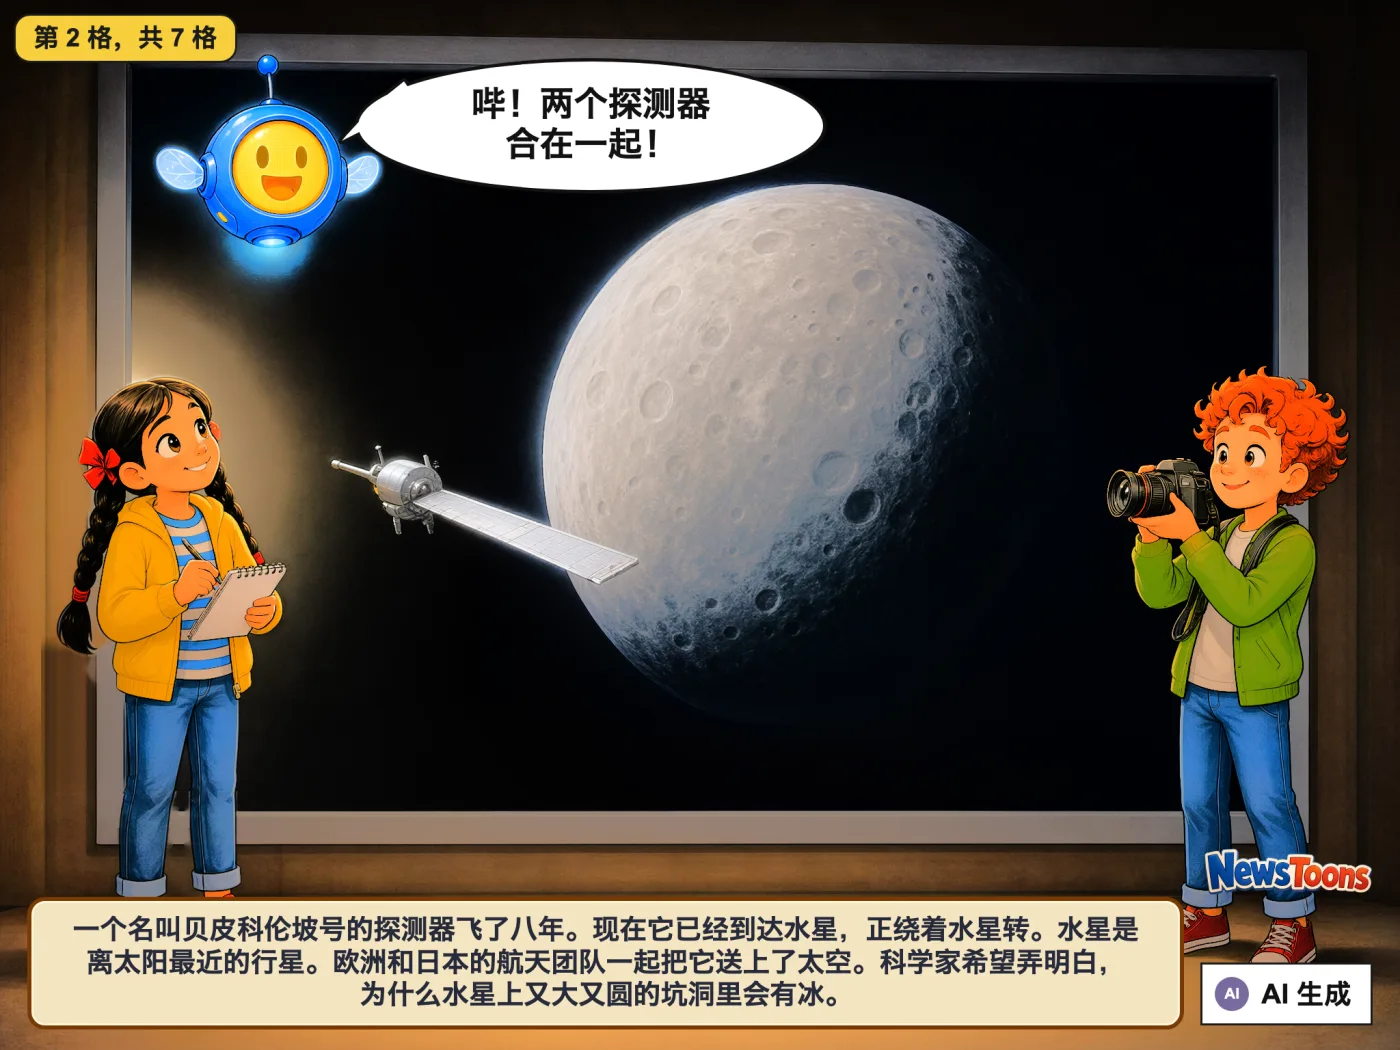 第 2 格，共 7 格
哔！两个探测器
合在一起！
NewsToons
一个名叫贝皮科伦坡号的探测器飞了八年。现在它已经到达水星，正绕着水星转。水星是
离太阳最近的行星。欧洲和日本的航天团队一起把它送上了太空。科学家希望弄明白，
为什么水星上又大又圆的坑洞里会有冰。
AI AI 生成